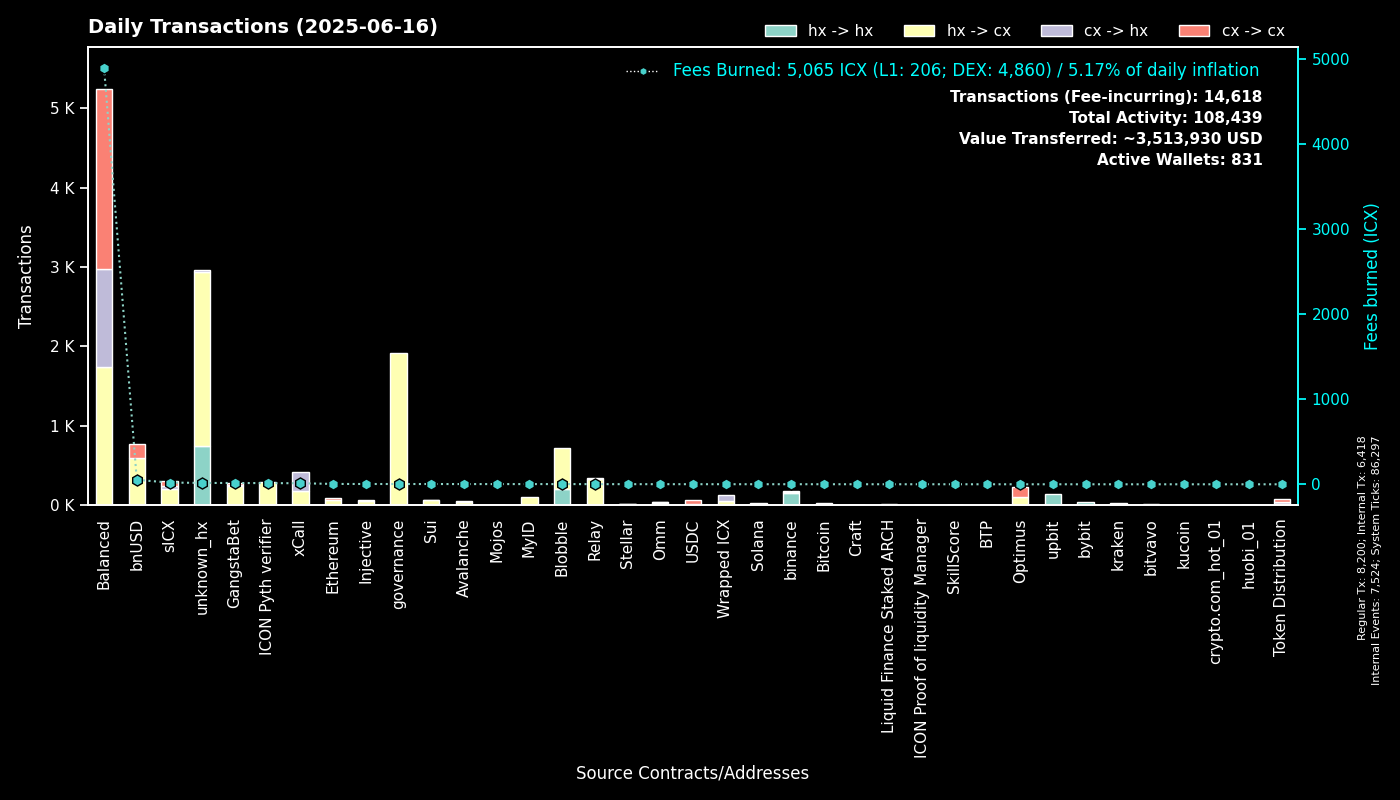 Daily Transactions (2025-06-16)
hx -> hx
hx -> cx
cx -> hx
cx -> cx
Fees Burned: 5,065 ICX (L1: 206; DEX: 4,860) / 5.17% of daily inflation
Transactions (Fee-incurring): 14,618
Total Activity: 108,439
Value Transferred: ~3,513,930 USD
Active Wallets: 831
Transactions
5 K
4 K
3 K
2 K
1 K
0 K
5000
4000
3000
2000
1000
0
Fees burned (ICX)
Balanced
bnUSD
sICX
unknown_hx
GangstaBet
ICON Pyth verifier
xCall
Ethereum
Injective
governance
Sui
Avalanche
Mojos
MyID
Blobble
Relay
Stellar
Omm
USDC
Wrapped ICX
Solana
binance
Bitcoin
Craft
Liquid Finance Staked ARCH
ICON Proof of liquidity Manager
SkillScore
BTP
Optimus
upbit
bybit
kraken
bitvavo
kucoin
crypto.com_hot_01
huobi_01
Token Distribution
Source Contracts/Addresses
Regular Tx: 8,200; Internal Tx: 6,418
Internal Events: 7,524; System Ticks: 86,297